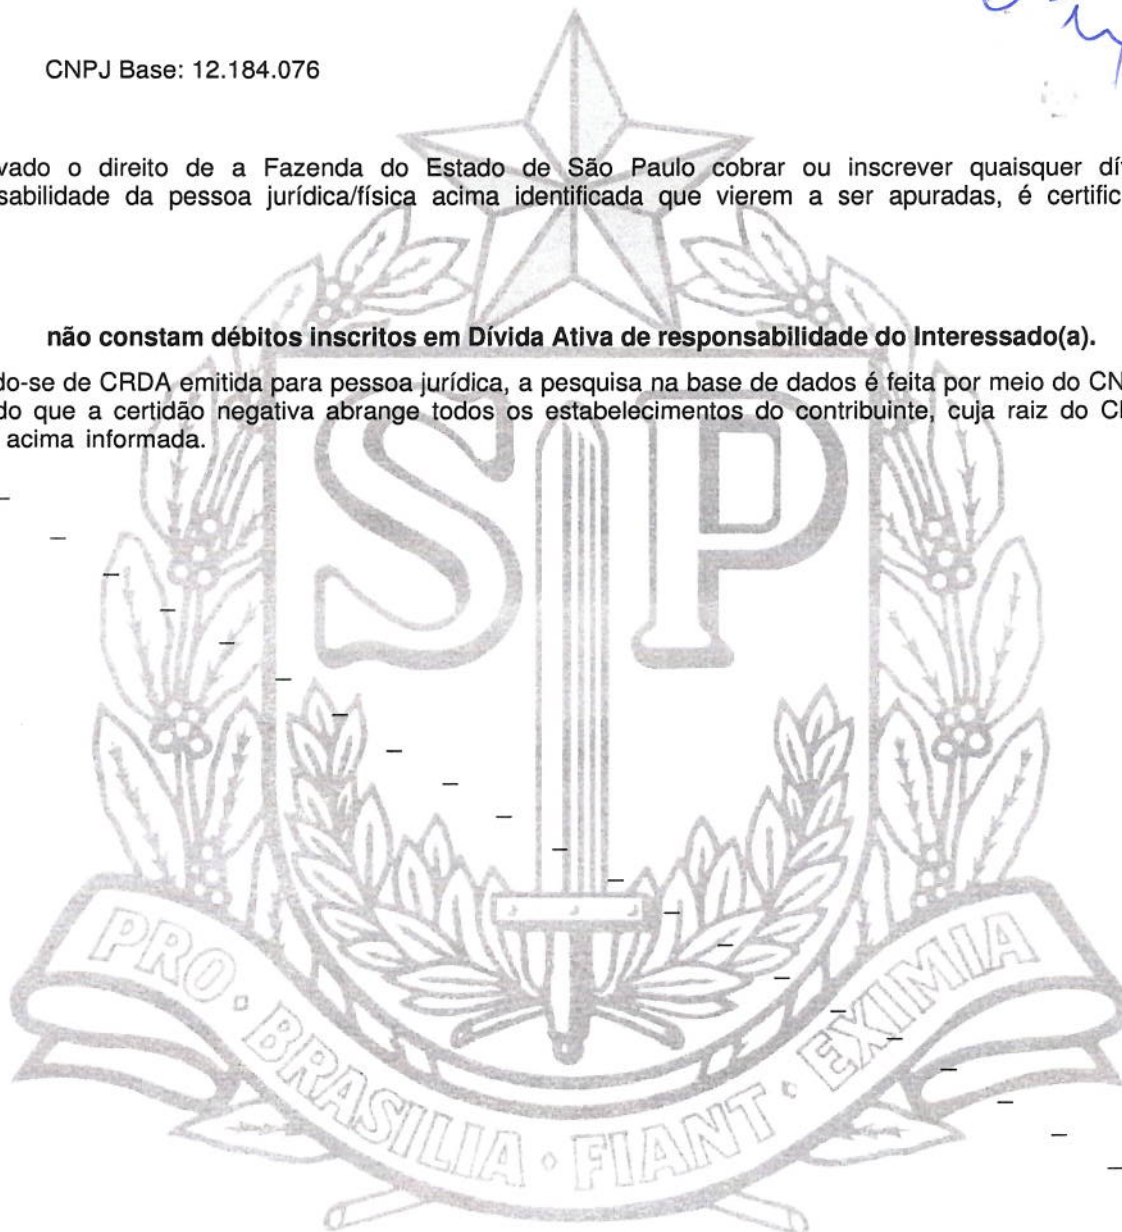 CNPJ Base: 12.184.076
vado o direito de a Fazenda do Estado de São Paulo cobrar ou inscrever quaisquer dí
sabilidade da pessoa jurídica/física acima identificada que vierem a ser apuradas, é certific
não constam débitos inscritos em Dívida Ativa de responsabilidade do Interessado(a).
do-se de CRDA emitida para pessoa jurídica, a pesquisa na base de dados é feita por meio do CN
do que a certidão negativa abrange todos os estabelecimentos do contribuinte, cuja raiz do C
acima informada.
SP
PRO · BRASILIA · FIANT · EXIMIA